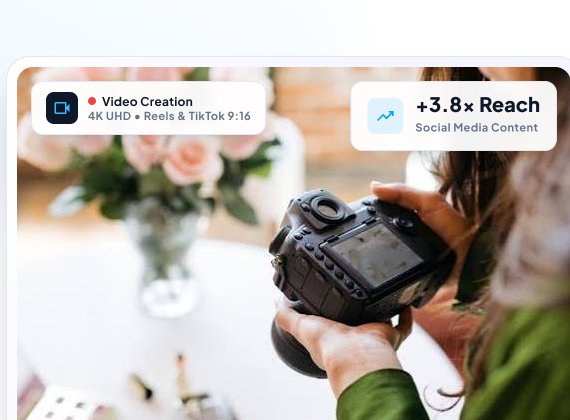 Video Creation
4K UHD • Reels & TikTok 9:16
+3.8× Reach
Social Media Content